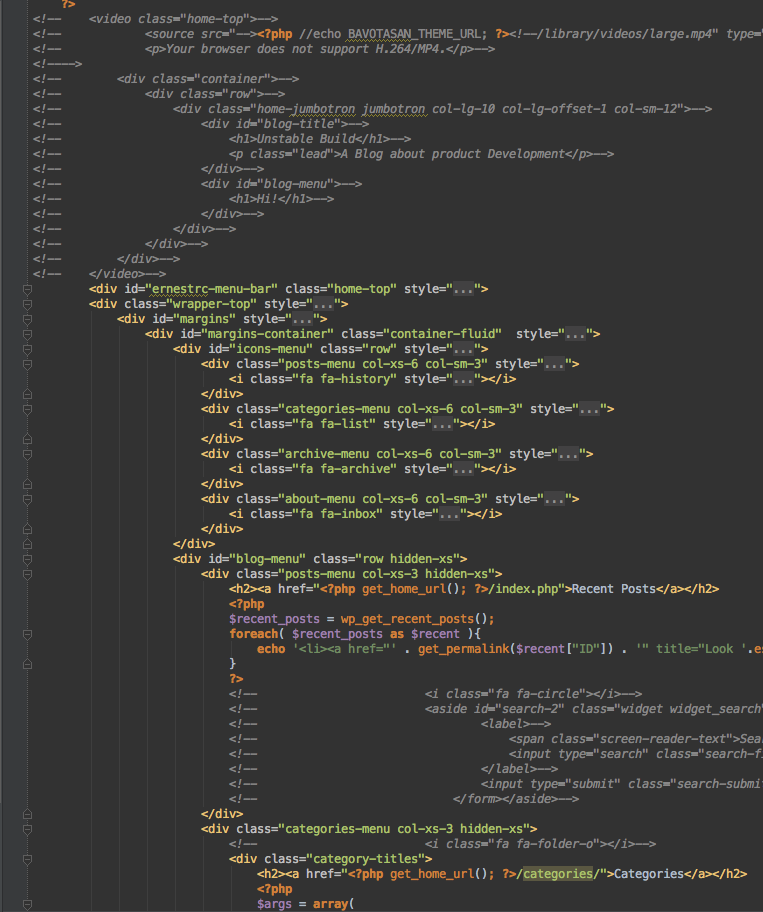 ?>
<!--    <video class="home-top">-->
<!--            <source src="--><?php //echo BAVOTASAN_THEME_URL; ?><!--/library/videos/large.mp4" type="
<!--            <p>Your browser does not support H.264/MP4.</p>-->
<!---->
<!--        <div class="container">-->
<!--            <div class="row">-->
<!--                <div class="home-jumbotron jumbotron col-lg-10 col-lg-offset-1 col-sm-12">-->
<!--                    <div id="blog-title">-->
<!--                        <h1>Unstable Build</h1>-->
<!--                        <p class="lead">A Blog about product Development</p>-->
<!--                    </div>-->
<!--                    <div id="blog-menu">-->
<!--                        <h1>Hi!</h1>-->
<!--                    </div>-->
<!--                </div>-->
<!--            </div>-->
<!--        </div>-->
<!--    </video>-->
<div id="ernestrc-menu-bar" class="home-top" style="...">
<div class="wrapper-top" style="...">
<div id="margins" style="...">
<div id="margins-container" class="container-fluid"  style="...">
<div id="icons-menu" class="row" style="...">
<div class="posts-menu col-xs-6 col-sm-3" style="...">
<i class="fa fa-history" style="..."></i>
</div>
<div class="categories-menu col-xs-6 col-sm-3" style="...">
<i class="fa fa-list" style="..."></i>
</div>
<div class="archive-menu col-xs-6 col-sm-3" style="...">
<i class="fa fa-archive" style="..."></i>
</div>
<div class="about-menu col-xs-6 col-sm-3" style="...">
<i class="fa fa-inbox" style="..."></i>
</div>
</div>
<div id="blog-menu" class="row hidden-xs">
<div class="posts-menu col-xs-3 hidden-xs">
<h2><a href="<?php get_home_url(); ?>/index.php">Recent Posts</a></h2>
<?php
$recent_posts = wp_get_recent_posts();
foreach( $recent_posts as $recent ){
echo '<li><a href="' . get_permalink($recent["ID"]) . '" title="Look '.es
}
?>
<!--                        <i class="fa fa-circle"></i>-->
<!--                        <aside id="search-2" class="widget widget_search"
<!--                                <label>-->
<!--                                    <span class="screen-reader-text">Sea
<!--                                    <input type="search" class="search-f
<!--                                </label>-->
<!--                                <input type="submit" class="search-submit
<!--                            </form></aside>-->
</div>
<div class="categories-menu col-xs-3 hidden-xs">
<!--                        <i class="fa fa-folder-o"></i>-->
<div class="category-titles">
<h2><a href="<?php get_home_url(); ?>/categories/">Categories</a></h2>
<?php
$args = array(